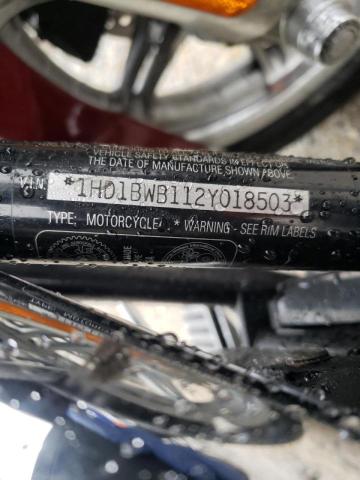 VEHICLE SAFETY STANDARDS IN EFFECT ON
THE DATE OF MANUFACTURE SHOWN ABOVE
V.I.N. *1HD1BWB112Y018503*
TYPE: MOTORCYCLE * WARNING - SEE RIM LABELS